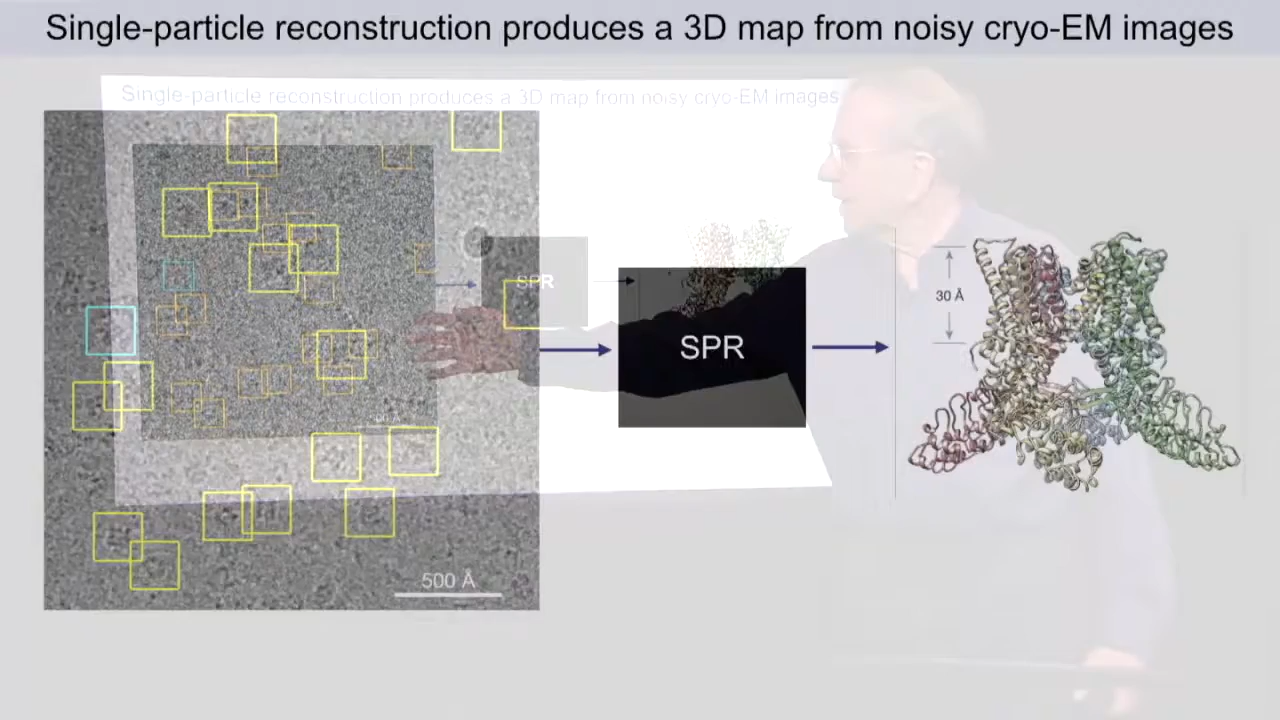 Single-particle reconstruction produces a 3D map from noisy cryo-EM images
Single-particle reconstruction produces a 3D map from noisy cryo-EM images
SPR
30 Å
SPR
500 Å